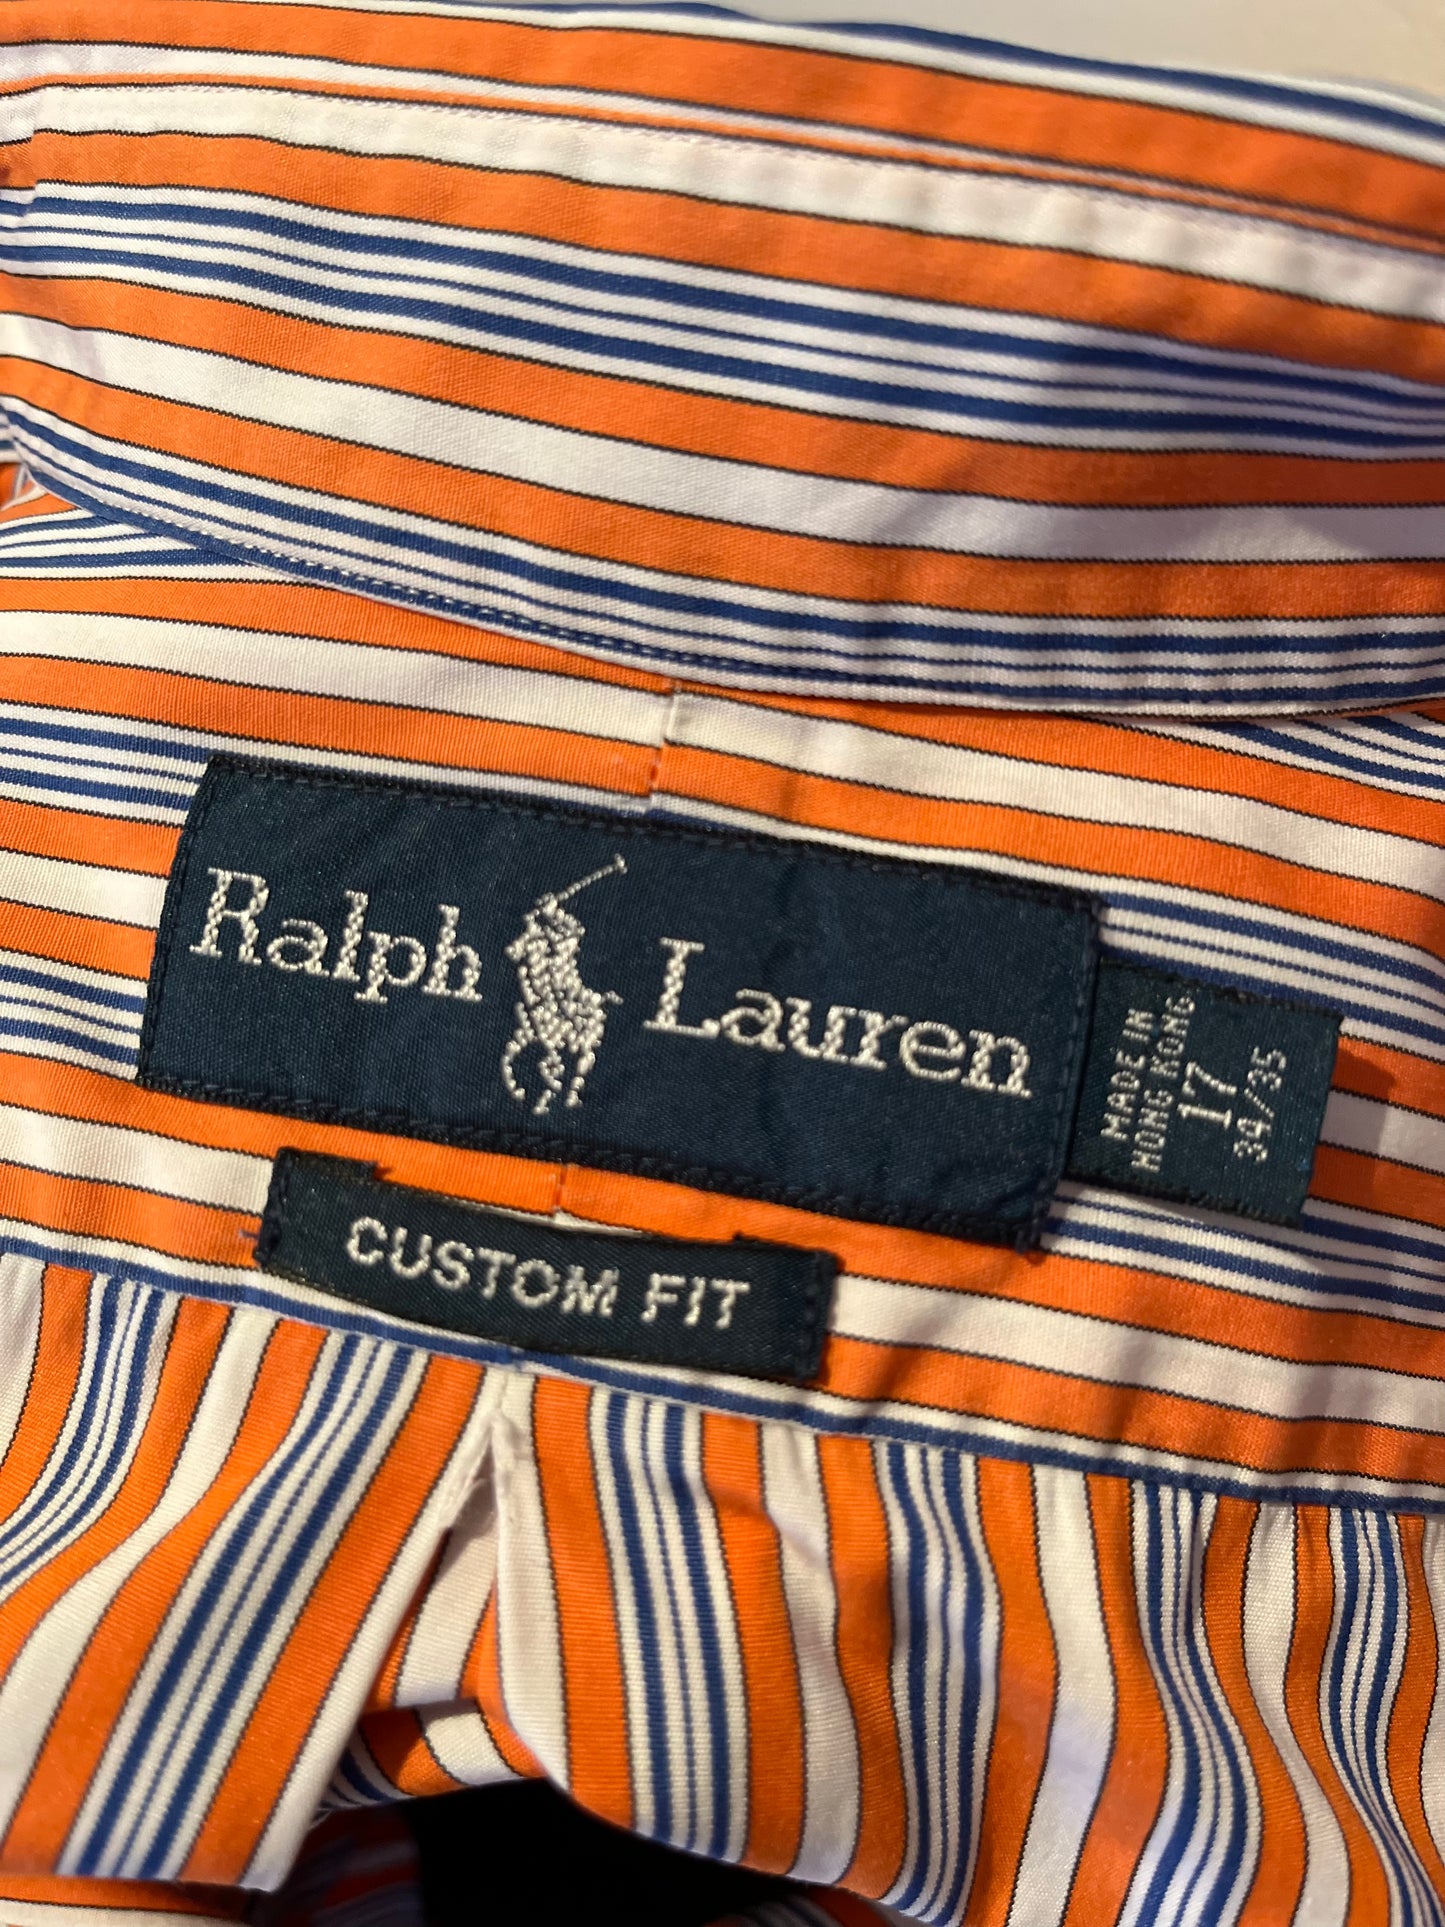 Ralph Lauren
MADE IN
HONG KONG
17
34/35
CUSTOM FIT